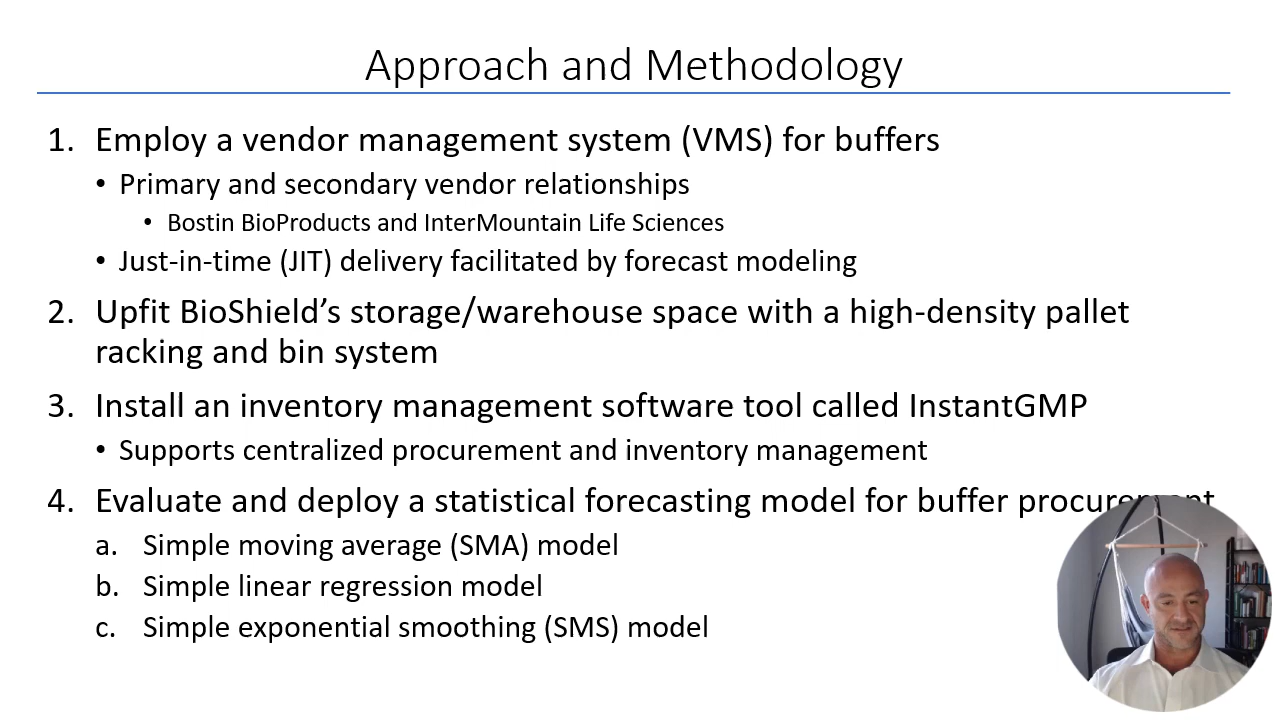 Approach and Methodology
1. Employ a vendor management system (VMS) for buffers
• Primary and secondary vendor relationships
• Bostin BioProducts and InterMountain Life Sciences
• Just-in-time (JIT) delivery facilitated by forecast modeling
2. Upfit BioShield’s storage/warehouse space with a high-density pallet
racking and bin system
3. Install an inventory management software tool called InstantGMP
• Supports centralized procurement and inventory management
4. Evaluate and deploy a statistical forecasting model for buffer procurement
a. Simple moving average (SMA) model
b. Simple linear regression model
c. Simple exponential smoothing (SMS) model